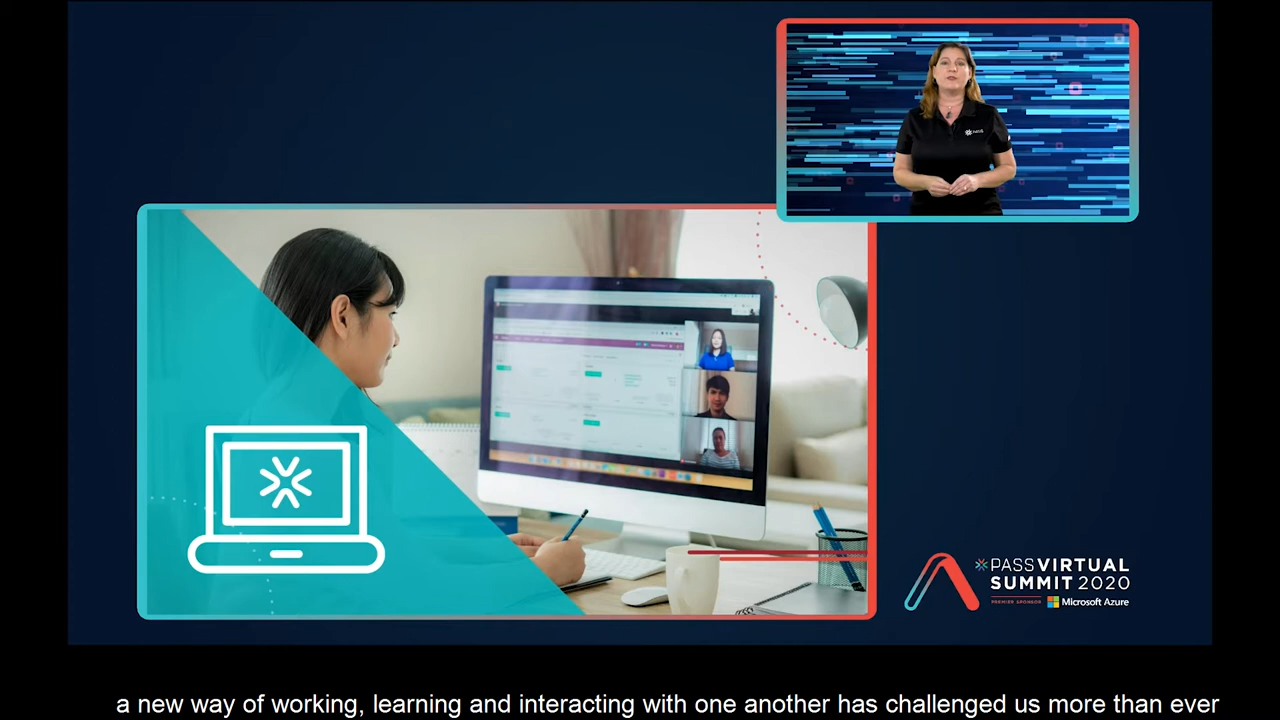 PASS VIRTUAL
SUMMIT 2020
PREMIER SPONSOR Microsoft Azure
a new way of working, learning and interacting with one another has challenged us more than ever